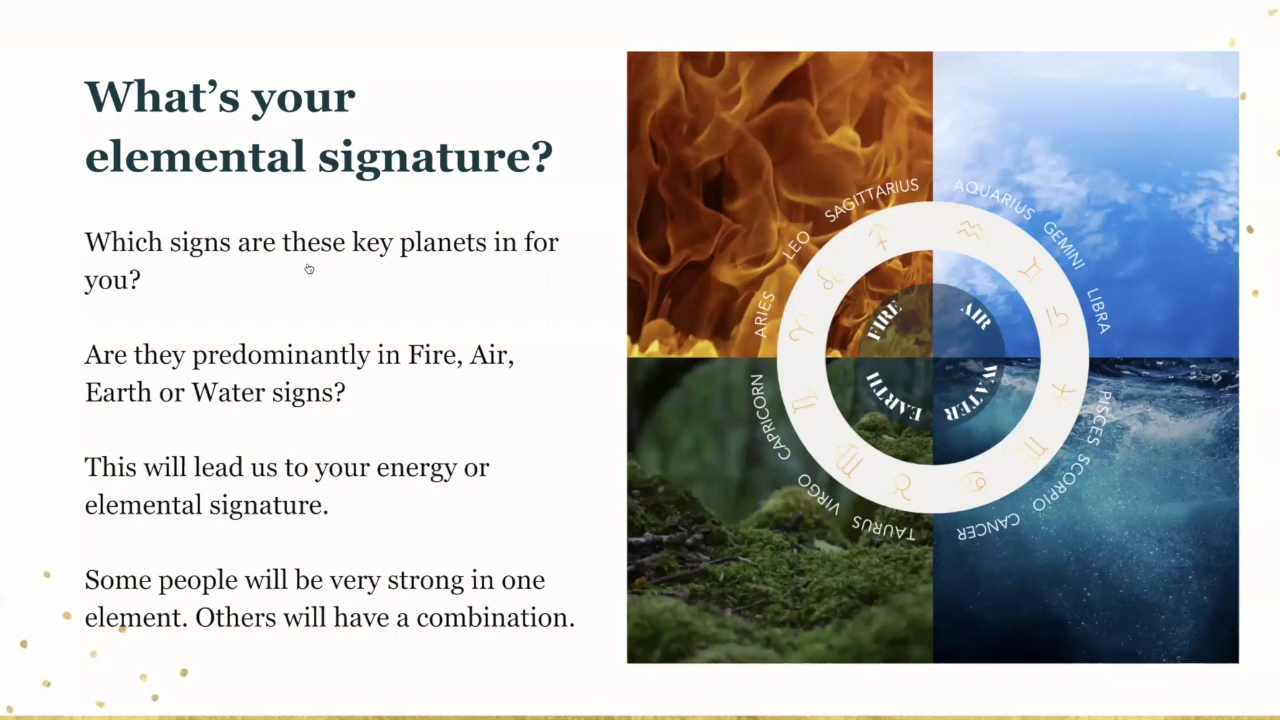 What's your
elemental signature?
Which signs are these key planets in for
you?
Are they predominantly in Fire, Air,
Earth or Water signs?
This will lead us to your energy or
elemental signature.
Some people will be very strong in one
element. Others will have a combination.
SAGITTARIUS
AQUARIUS
LEO
GEMINI
ARIES
LIBRA
FIRE
AIR
EARTH
WATER
CAPRICORN
PISCES
VIRGO
SCORPIO
TAURUS
CANCER